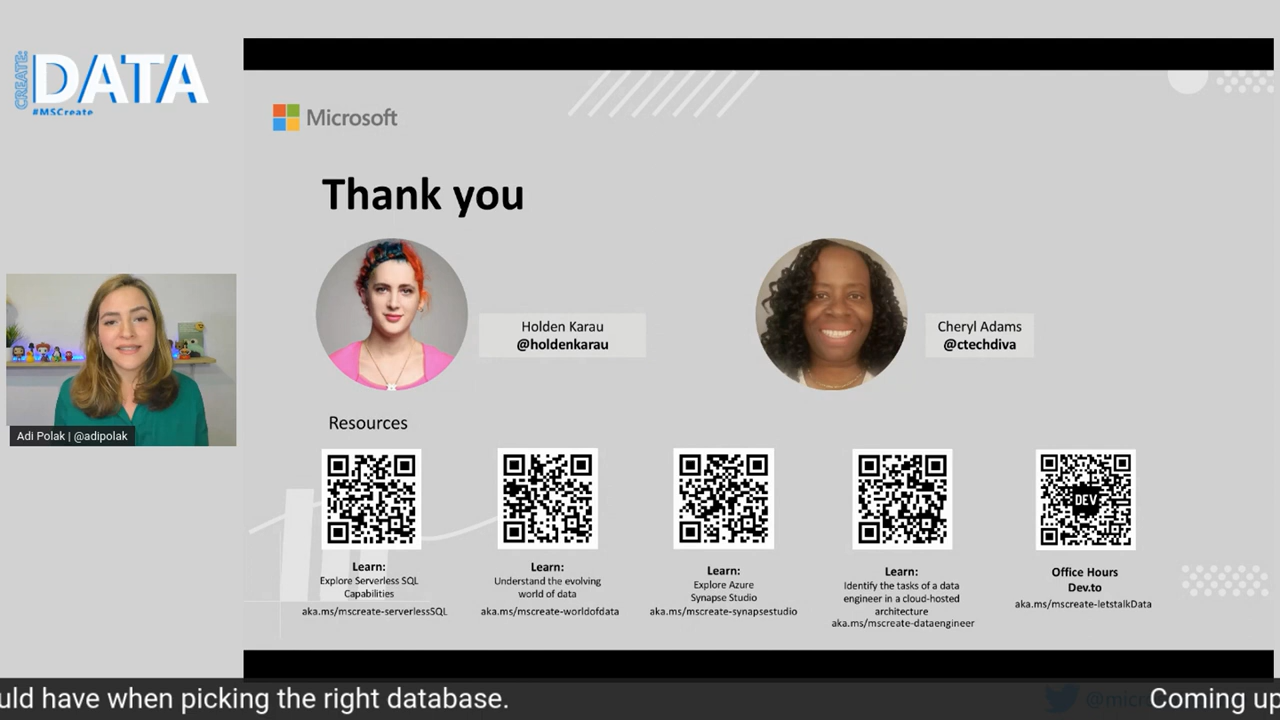 CREATE:
DATA
#MSCreate
Microsoft
Thank you
Holden Karau
@holdenkarau
Cheryl Adams
@ctechdiva
Adi Polak | @adipolak
Resources
DEV
Learn:
Explore Serverless SQL
Capabilities
aka.ms/mscreate-serverlessSQL
Learn:
Understand the evolving
world of data
aka.ms/mscreate-worldofdata
Learn:
Explore Azure
Synapse Studio
aka.ms/mscreate-synapsestudio
Learn:
Identify the tasks of a data
engineer in a cloud-hosted
architecture
aka.ms/mscreate-dataengineer
Office Hours
Dev.to
aka.ms/mscreate-letstalkData
have when picking the right database.
Coming